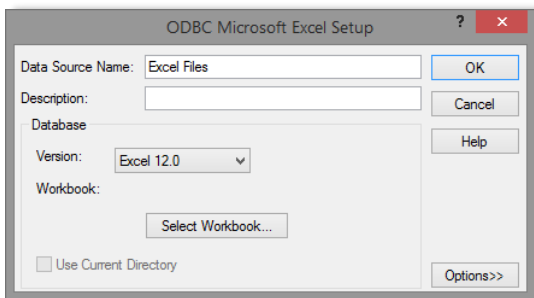 ODBC Microsoft Excel Setup
?
×
Data Source Name: Excel Files
OK
Description:
Cancel
Database
Help
Version: Excel 12.0
Workbook:
Select Workbook...
Use Current Directory
Options>>